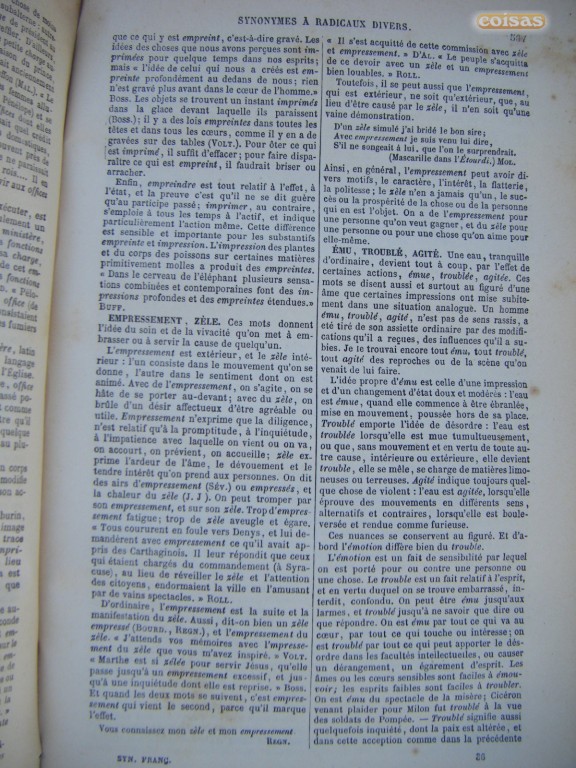 eoisas
SYNONYMES À RADICAUX DIVERS.
que ce qui y est empreint, c'est-à-dire gravé. Les
idées des choses que nous avons perçues sont im-
primées pour quelque temps dans nos esprits;
mais « l'idée de celui qui nous a créés est em-
preinte profondément au dedans de nous; rien
n'est gravé plus avant dans le cœur de l'homme.»
BOSS. Les objets se trouvent un instant imprimés
dans la glace devant laquelle ils paraissent
(BOSS.); il y a des lois empreintes dans toutes les
têtes et dans tous les cœurs, comme il y en a de
gravées sur des tables (VOLT.). Pour ôter ce qui
est imprimé, il suffit d'effacer; pour faire dispa-
raître ce qui est empreint, il faudrait briser ou
arracher.
Enfin, empreindre est tout relatif à l'effet, à
l'état, et la preuve c'est qu'il ne se dit guère
qu'au participe passé; imprimer, au contraire,
s'emploie à tous les temps à l'actif, et indique
particulièrement l'action même. Cette différence
est sensible et importante pour les substantifs
empreinte et impression. L'impression des plantes
et du corps des poissons sur certaines matières
primitivement molles a produit des empreintes.
« Dans le cerveau de l'éléphant plusieurs sensa-
tions combinées et contemporaines font des im-
pressions profondes et des empreintes étendues.»
BUFF.
EMPRESSEMENT, ZÈLE. Ces mots donnent
l'idée du soin et de la vivacité qu'on met à em-
brasser ou à servir la cause de quelqu'un.
L'empressement est extérieur, et le zèle inté-
rieur : l'un consiste dans le mouvement qu'on se
donne, l'autre dans le sentiment dont on est
animé. Avec de l'empressement, on s'agite, on se
hâte de se porter au-devant; avec du zèle, on
brûle d'un désir affectueux d'être agréable ou
utile. Empressement n'exprime que la diligence,
n'est relatif qu'à la promptitude, à l'inquiétude,
à l'impatience avec laquelle on vient ou on va,
on accourt, on prévient, on accueille; zèle ex-
prime l'ardeur de l'âme, le dévouement et le
tendre intérêt qu'on prend aux personnes. On dit
des airs d'empressement (SÉV.) ou empressés, et
la chaleur du zèle (J. J.). On peut tromper par
son empressement, et sur son zèle. Trop d'empres-
sement fatigue; trop de zèle aveugle et égare.
« Tous coururent en foule vers Denys, et lui de-
mandèrent avec empressement ce qu'il avait ap-
pris des Carthaginois. Il leur répondit que ceux
qui étaient chargés du commandement (à Syra-
cuse), au lieu de réveiller le zèle et l'attention
des citoyens, endormaient la ville en l'amusant
par de vains spectacles. » ROLL.
D'ordinaire, l'empressement est la suite et la
manifestation du zèle. Aussi, dit-on bien un zèle
empressé (BOURD., REGN.), et l'empressement du
zèle. « J'attends vos mémoires avec l'empresse-
ment du zèle que vous m'avez inspiré. » VOLT.
« Marthe est si zélée pour servir Jésus, qu'elle
passe jusqu'à un empressement excessif, et jus-
qu'à une inquiétude dont elle est reprise. » BOSS.
Et quand les deux mots se suivent, c'est empres-
sement qui vient le second, parce qu'il marque
l'effet.
Vous connaissez mon zèle et mon empressement
REGN.
SYN. FRANÇ.
« Il s'est acquitté de cette commission avec zèle
et empressement. » D'AL. « Le peuple s'acquitta
de ce devoir avec un zèle et un empressement
bien louables. » ROLL.
Toutefois, il se peut aussi que l'empressement,
qui est extérieur, ne soit qu'extérieur, que, au
lieu d'être causé par le zèle, il n'en soit qu'une
vaine démonstration.
D'un zèle simulé j'ai bridé le bon sire;
Avec empressement je suis venu lui dire,
S'il ne songeait à lui, que l'on le surprendrait.
(Mascarille dans l'Étourdi.) MOL.
Ainsi, en général, l'empressement peut avoir di-
vers motifs, le caractère, l'intérêt, la flatterie,
la politesse; le zèle n'en a jamais qu'un, le suc-
cès ou la prospérité de la chose ou de la personne
qui en est l'objet. On a de l'empressement pour
une personne qu'on veut gagner, et du zèle pour
une personne ou pour une chose qu'on aime pour
elle-même.
ÉMU, TROUBLÉ, AGITÉ. Une eau, tranquille
d'ordinaire, devient tout à coup, par l'effet de
certaines actions, émue, troublée, agitée. Ces
mots se disent aussi et surtout au figuré d'une
âme que certaines impressions ont mise subite-
ment dans une situation analogue. Un homme
ému, troublé, agité, n'est pas de sens rassis, a
été tiré de son assiette ordinaire par des modifi-
cations qu'il a reçues, des influences qu'il a su-
bies. Je le trouvai encore tout ému, tout troublé,
tout agité des reproches ou de la scène qu'on
venait de lui faire.
L'idée propre d'ému est celle d'une impression
et d'un changement d'état doux et modérés : l'eau
est émue, quand elle commence à être ébranlée,
mise en mouvement, poussée hors de sa place.
Troublé emporte l'idée de désordre : l'eau est
troublée lorsqu'elle est mue tumultueusement,
ou que, sans mouvement et en vertu de toute au-
tre cause, intérieure ou extérieure, elle devient
trouble, elle se mêle, se charge de matières limo-
neuses ou terreuses. Agité indique toujours quel-
que chose de violent : l'eau est agitée, lorsqu'elle
éprouve des mouvements en différents sens,
alternatifs et contraires, lorsqu'elle est boule-
versée et rendue comme furieuse.
Ces nuances se conservent au figuré. Et d'a-
bord l'émotion diffère bien du trouble.
L'émotion est un fait de sensibilité par lequel
on est porté pour ou contre une personne ou
une chose. Le trouble est un fait relatif à l'esprit,
et en vertu duquel on se trouve embarrassé, in-
terdit, confondu. On peut être ému jusqu'aux
larmes, et troublé jusqu'à ne savoir que dire ou
que répondre. On est ému par tout ce qui va au
cœur, par tout ce qui touche ou intéresse; on
est troublé par tout ce qui peut apporter du dés-
ordre dans les facultés intellectuelles, ou causer
un dérangement, un égarement d'esprit. Les
âmes ou les cœurs sensibles sont faciles à émou-
voir; les esprits faibles sont faciles à troubler.
On est ému du spectacle de la misère; Cicéron
venant plaider pour Milon fut troublé à la vue
des soldats de Pompée. — Troublé signifie aussi
quelquefois inquiété, dont la paix est altérée, et
dans cette acception comme dans la précédente
36